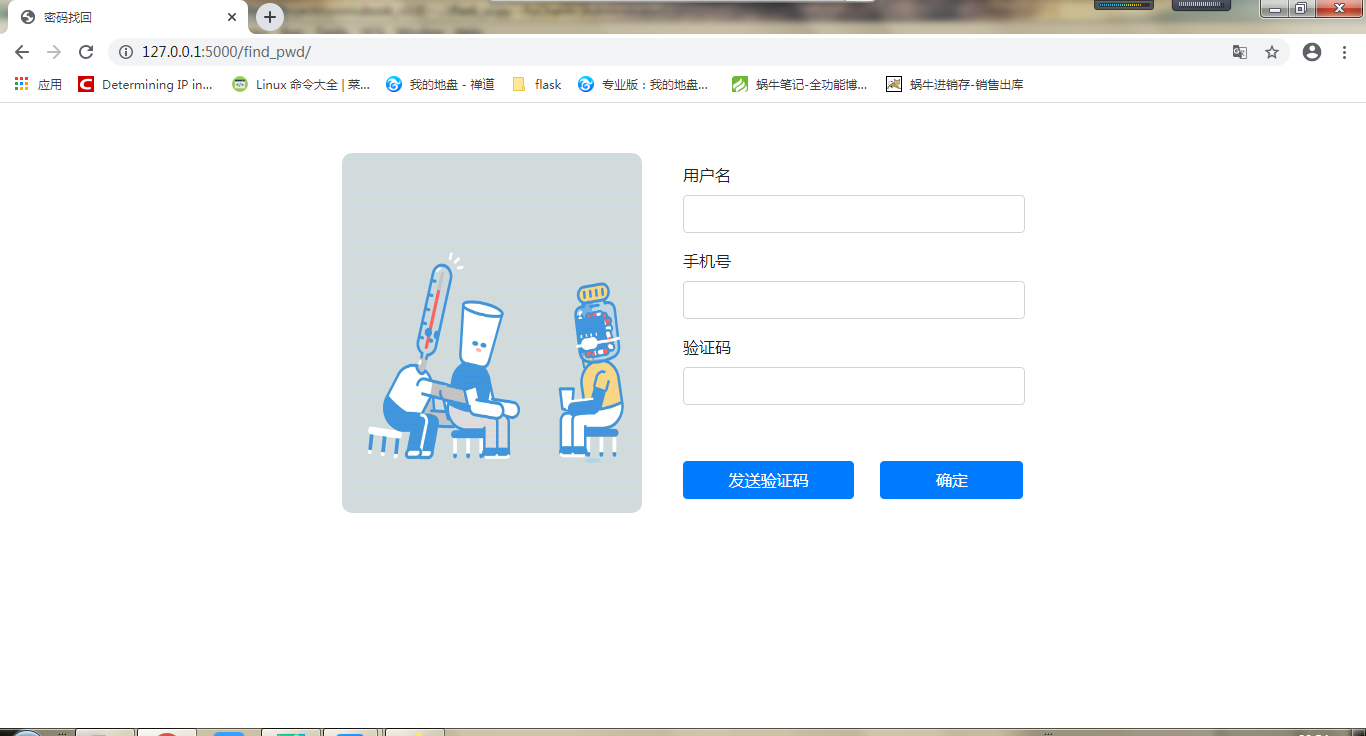 密码找回
127.0.0.1:5000/find_pwd/
应用
Determining IP in...
Linux 命令大全 | 菜...
我的地盘 - 禅道
flask
专业版：我的地盘...
蜗牛笔记-全功能博...
蜗牛进销存-销售出库
用户名
手机号
验证码
发送验证码
确定